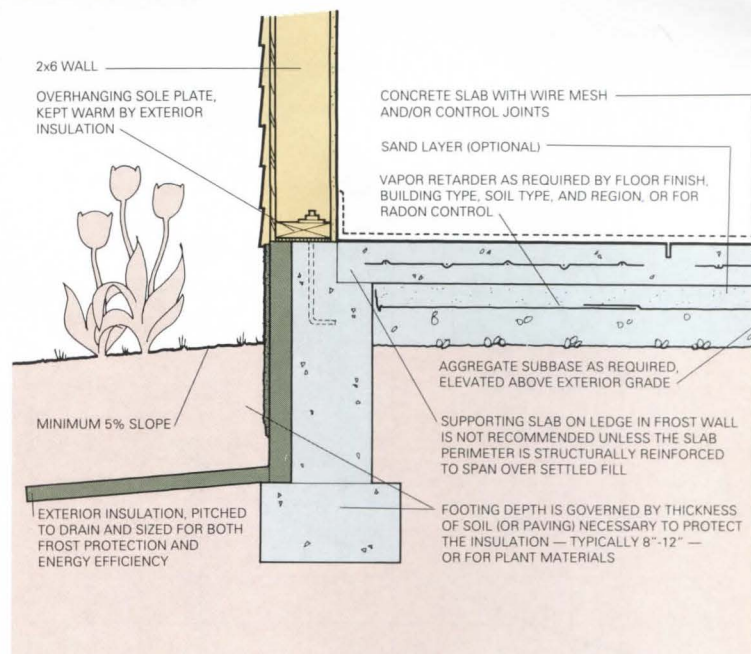 2x6 WALL
OVERHANGING SOLE PLATE,
KEPT WARM BY EXTERIOR
INSULATION
MINIMUM 5% SLOPE
EXTERIOR INSULATION, PITCHED
TO DRAIN AND SIZED FOR BOTH
FROST PROTECTION AND
ENERGY EFFICIENCY
CONCRETE SLAB WITH WIRE MESH
AND/OR CONTROL JOINTS
SAND LAYER (OPTIONAL)
VAPOR RETARDER AS REQUIRED BY FLOOR FINISH,
BUILDING TYPE, SOIL TYPE, AND REGION, OR FOR
RADON CONTROL
AGGREGATE SUBBASE AS REQUIRED,
ELEVATED ABOVE EXTERIOR GRADE
SUPPORTING SLAB ON LEDGE IN FROST WALL
IS NOT RECOMMENDED UNLESS THE SLAB
PERIMETER IS STRUCTURALLY REINFORCED
TO SPAN OVER SETTLED FILL
FOOTING DEPTH IS GOVERNED BY THICKNESS
OF SOIL (OR PAVING) NECESSARY TO PROTECT
THE INSULATION — TYPICALLY 8"-12" —
OR FOR PLANT MATERIALS